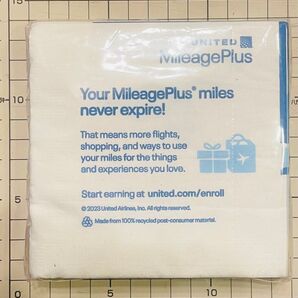 UNITED
MileagePlus
Your MileagePlus® miles
never expire!
That means more flights,
shopping, and ways to use
your miles for the things
and experiences you love.
Start earning at united.com/enroll
© 2023 United Airlines, Inc. All rights reserved.
Made from 100% recycled post-consumer material.